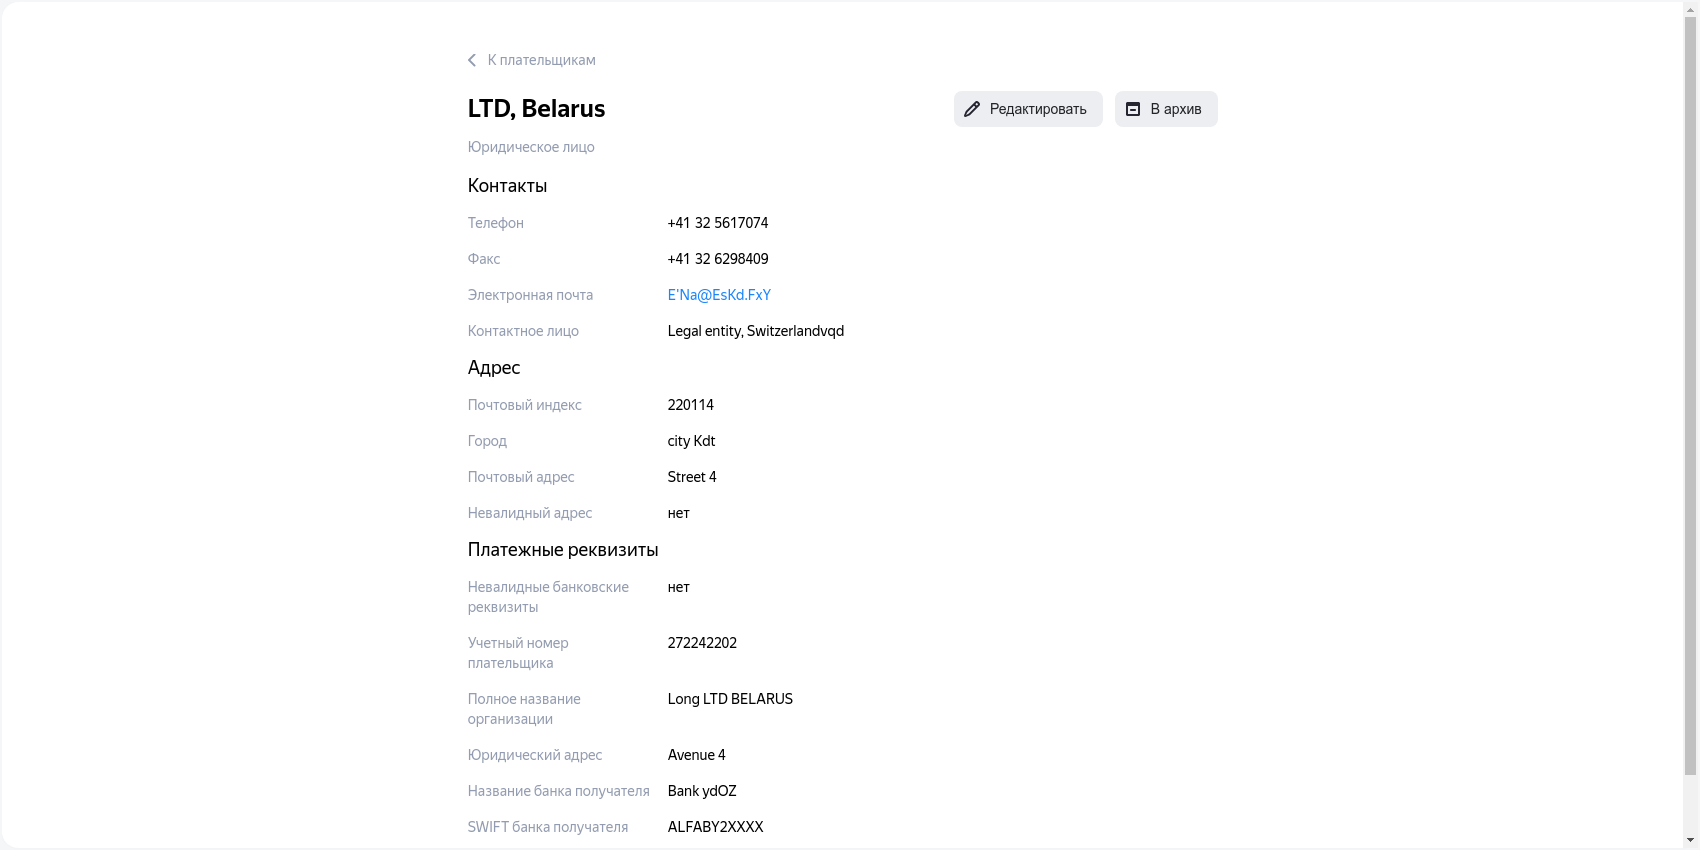 К плательщикам
LTD, Belarus
Редактировать
В архив
Юридическое лицо
Контакты
Телефон +41 32 5617074
Факс +41 32 6298409
Электронная почта E'Na@EsKd.FxY
Контактное лицо Legal entity, Switzerlandvqd
Адрес
Почтовый индекс 220114
Город city Kdt
Почтовый адрес Street 4
Невалидный адрес нет
Платежные реквизиты
Невалидные банковские нет
реквизиты
Учетный номер 272242202
плательщика
Полное название Long LTD BELARUS
организации
Юридический адрес Avenue 4
Название банка получателя Bank ydOZ
SWIFT банка получателя ALFABY2XXXX